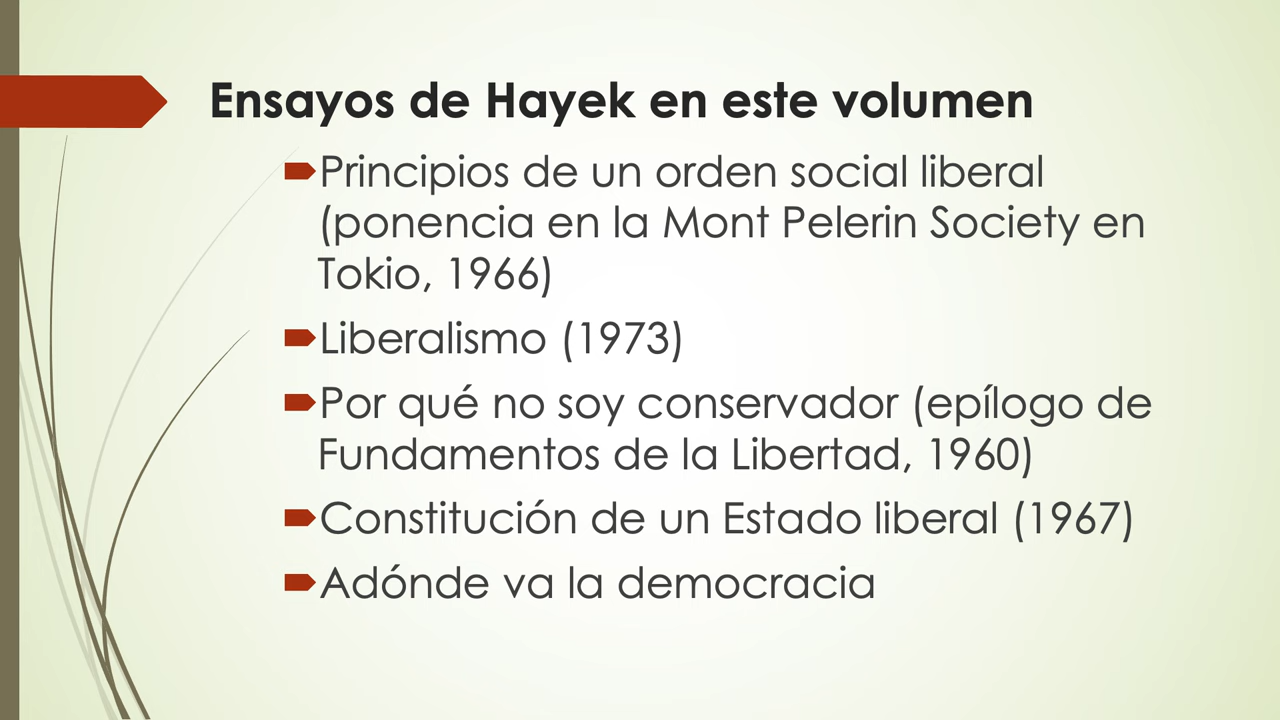 Ensayos de Hayek en este volumen
Principios de un orden social liberal
(ponencia en la Mont Pelerin Society en
Tokio, 1966)
Liberalismo (1973)
Por qué no soy conservador (epílogo de
Fundamentos de la Libertad, 1960)
Constitución de un Estado liberal (1967)
Adónde va la democracia